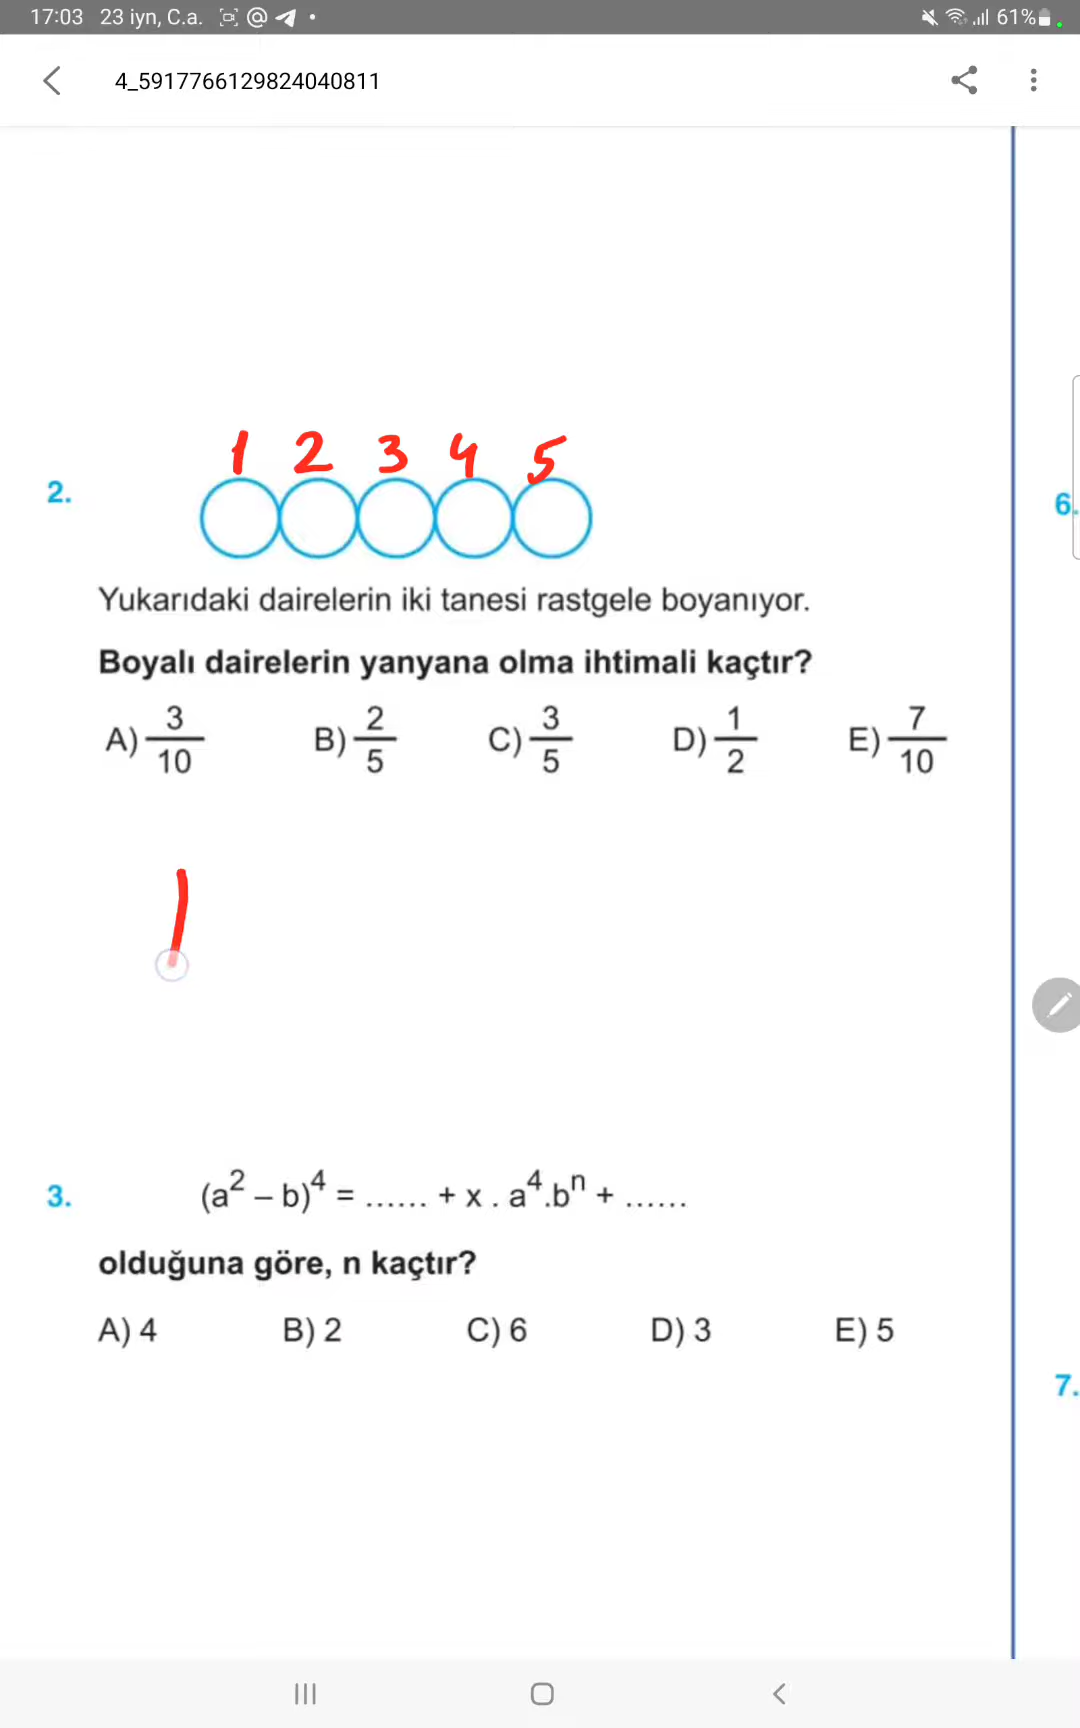 17:03 23 iyn, C.a. @ 61%
4_5917766129824040811
1 2 3 4 5
2.
6.
Yukarıdaki dairelerin iki tanesi rastgele boyanıyor.
Boyalı dairelerin yanyana olma ihtimali kaçtır?
A) 3/10 B) 2/5 C) 3/5 D) 1/2 E) 7/10
3. (a² – b)⁴ = ...... + x . a⁴.bⁿ + ......
olduğuna göre, n kaçtır?
A) 4 B) 2 C) 6 D) 3 E) 5
7.